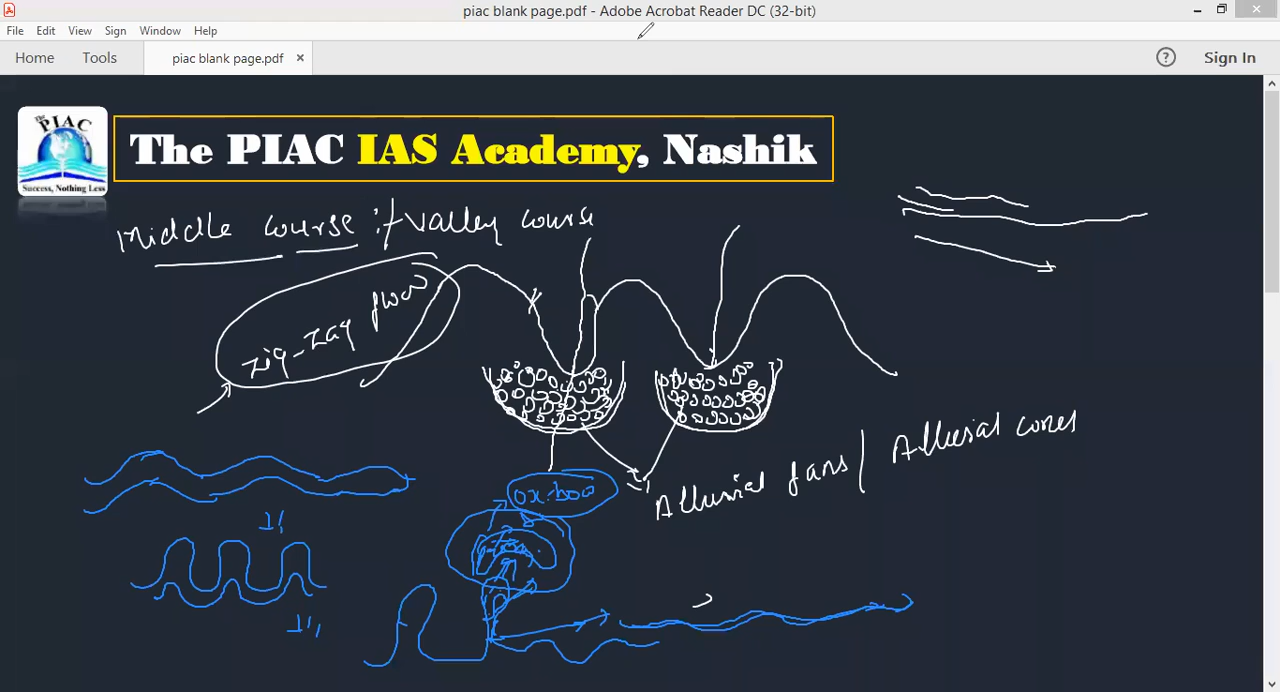 piac blank page.pdf - Adobe Acrobat Reader DC (32-bit)
File Edit View Sign Window Help
Home Tools piac blank page.pdf × ? Sign In
The PIAC
Success, Nothing Less
The PIAC IAS Academy, Nashik
Middle course :- Valley course
Zig-Zag flow
Alluvial fans / Alluvial cones
ox-bow